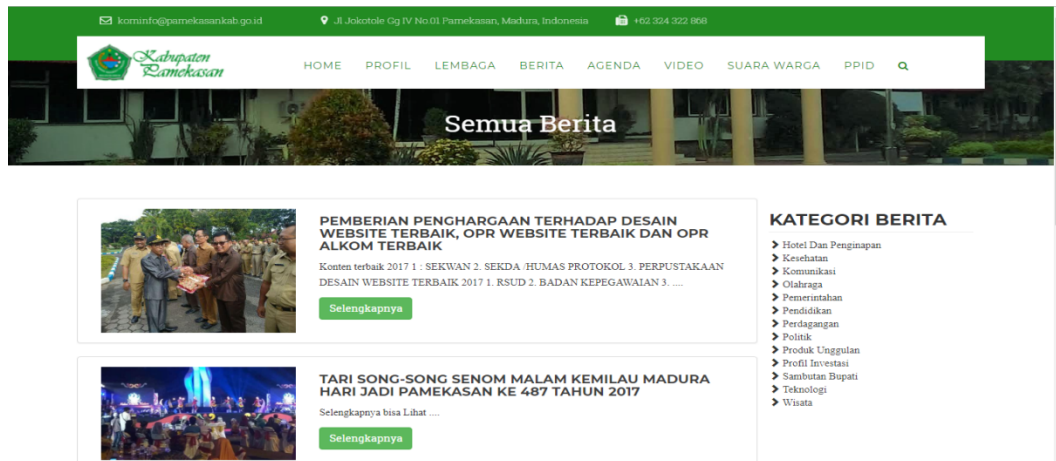 kominfo@pamekasankab.go.id
Jl Jokotole Gg IV No.01 Pamekasan, Madura, Indonesia
+62 324 322 868
Kabupaten
Pamekasan
HOME PROFIL LEMBAGA BERITA AGENDA VIDEO SUARA WARGA PPID
Semua Berita
PEMBERIAN PENGHARGAAN TERHADAP DESAIN
WEBSITE TERBAIK, OPR WEBSITE TERBAIK DAN OPR
ALKOM TERBAIK
Konten terbaik 2017 1 : SEKWAN 2. SEKDA /HUMAS PROTOKOL 3. PERPUSTAKAAN
DESAIN WEBSITE TERBAIK 2017 1. RSUD 2. BADAN KEPEGAWAIAN 3. ....
Selengkapnya
TARI SONG-SONG SENOM MALAM KEMILAU MADURA
HARI JADI PAMEKASAN KE 487 TAHUN 2017
Selengkapnya bisa Lihat ....
Selengkapnya
KATEGORI BERITA
Hotel Dan Penginapan
Kesehatan
Komunikasi
Olahraga
Pemerintahan
Pendidikan
Perdagangan
Politik
Produk Unggulan
Profil Investasi
Sambutan Bupati
Teknologi
Wisata